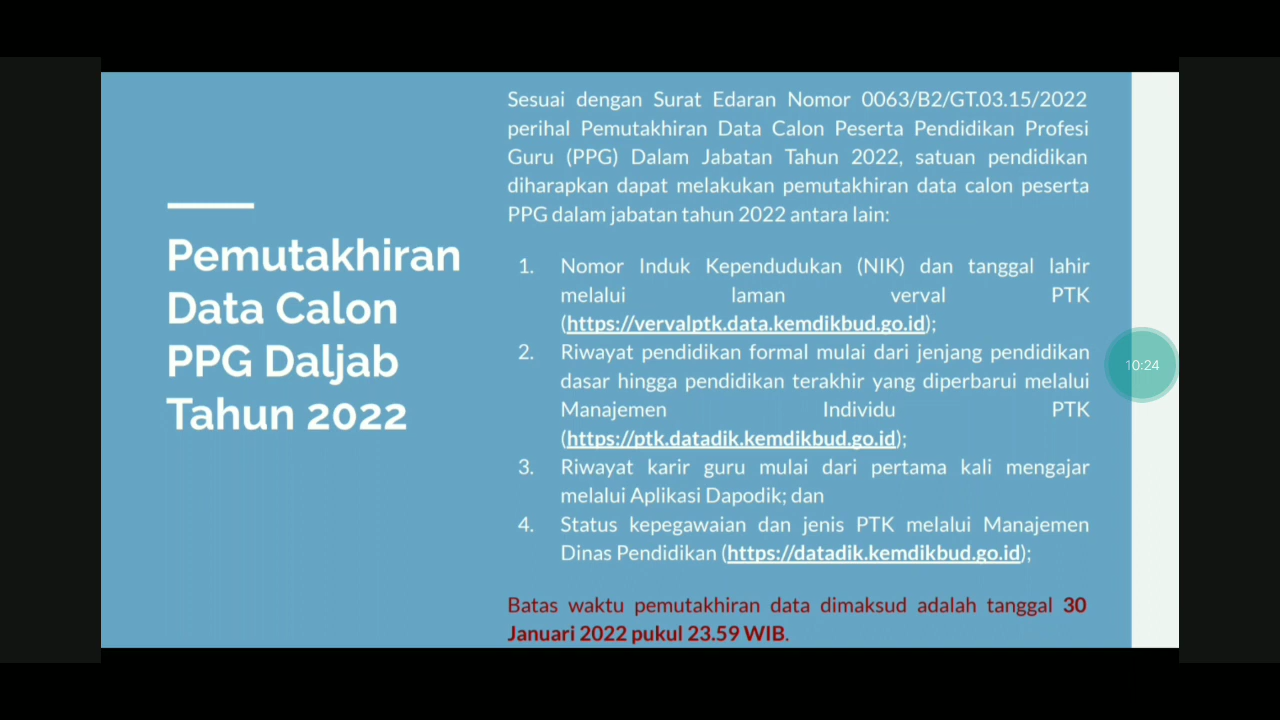 Pemutakhiran
Data Calon
PPG Daljab
Tahun 2022
Sesuai dengan Surat Edaran Nomor 0063/B2/GT.03.15/2022
perihal Pemutakhiran Data Calon Peserta Pendidikan Profesi
Guru (PPG) Dalam Jabatan Tahun 2022, satuan pendidikan
diharapkan dapat melakukan pemutakhiran data calon peserta
PPG dalam jabatan tahun 2022 antara lain:
1. Nomor Induk Kependudukan (NIK) dan tanggal lahir
melalui laman verval PTK
(https://vervalptk.data.kemdikbud.go.id);
2. Riwayat pendidikan formal mulai dari jenjang pendidikan
dasar hingga pendidikan terakhir yang diperbarui melalui
Manajemen Individu PTK
(https://ptk.datadik.kemdikbud.go.id);
3. Riwayat karir guru mulai dari pertama kali mengajar
melalui Aplikasi Dapodik; dan
4. Status kepegawaian dan jenis PTK melalui Manajemen
Dinas Pendidikan (https://datadik.kemdikbud.go.id);
Batas waktu pemutakhiran data dimaksud adalah tanggal 30
Januari 2022 pukul 23.59 WIB.
10:24